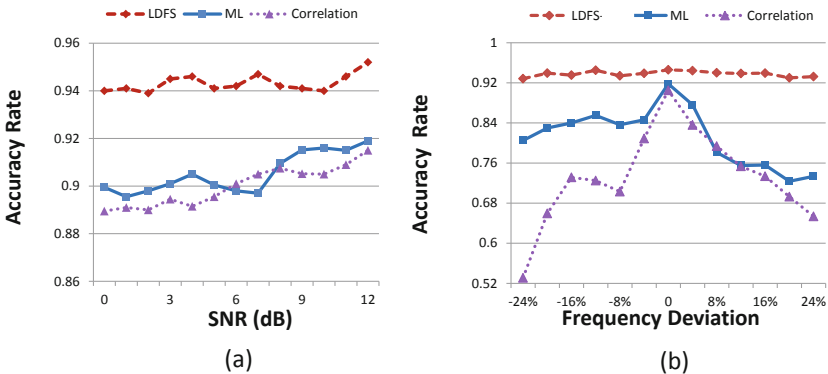 LDFS ML Correlation
0.96
0.94
0.92
0.9
0.88
0.86
Accuracy Rate
0 3 6 9 12
SNR (dB)
(a)
LDFS- ML Correlation
1
0.92
0.84
0.76
0.68
0.6
0.52
Accuracy Rate
-24% -16% -8% 0 8% 16% 24%
Frequency Deviation
(b)